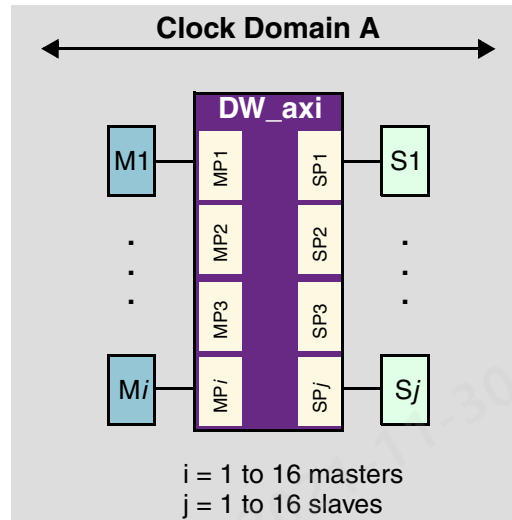 Clock Domain A
DW_axi
M1 MP1 SP1 S1
MP2 SP2
MP3 SP3
Mi MPi SPj Sj
i = 1 to 16 masters
j = 1 to 16 slaves